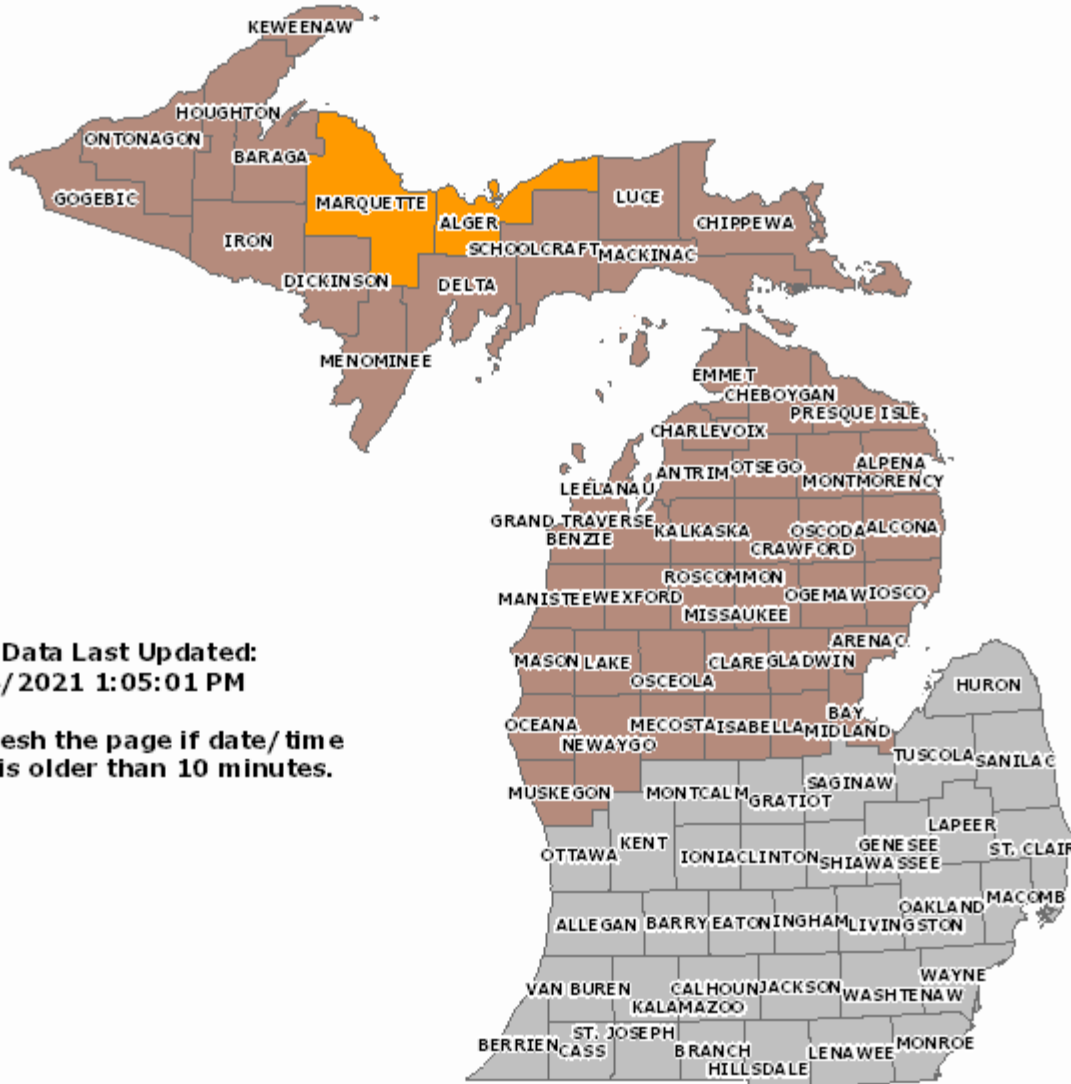 KEWEENAW
HOUGHTON
ONTONAGON
BARAGA
GOGEBIC
MARQUETTE
LUCE
ALGER
CHIPPEWA
IRON
SCHOOLCRAFT
MACKINAC
DICKINSON
DELTA
MENOMINEE
EMMET
CHEBOYGAN
PRESQUE ISLE
CHARLEVOIX
ANTRIM
OTSEGO
ALPENA
MONTMORENCY
LEELANAU
GRAND TRAVERSE
BENZIE
KALKASKA
OSCODA
ALCONA
CRAWFORD
ROSCOMMON
MANISTEE
WEXFORD
OGEMAW
IOSCO
MISSAUKEE
ARENAC
MASON
LAKE
CLARE
GLADWIN
OSCEOLA
Data Last Updated:
/2021 1:05:01 PM
esh the page if date/time
is older than 10 minutes.
HURON
BAY
OCEANA
MECOSTA
ISABELLA
MIDLAND
NEWAYGO
TUSCOLA
SANILAC
SAGINAW
MUSKEGON
MONTCALM
GRATIOT
LAPEER
KENT
GENESEE
ST. CLAIR
OTTAWA
IONIA
CLINTON
SHIAWASSEE
OAKLAND
MACOMB
ALLEGAN
BARRY
EATON
INGHAM
LIVINGSTON
WAYNE
VAN BUREN
CALHOUN
JACKSON
WASHTENAW
KALAMAZOO
ST. JOSEPH
BERRIEN
CASS
BRANCH
LENAWEE
MONROE
HILLSDALE